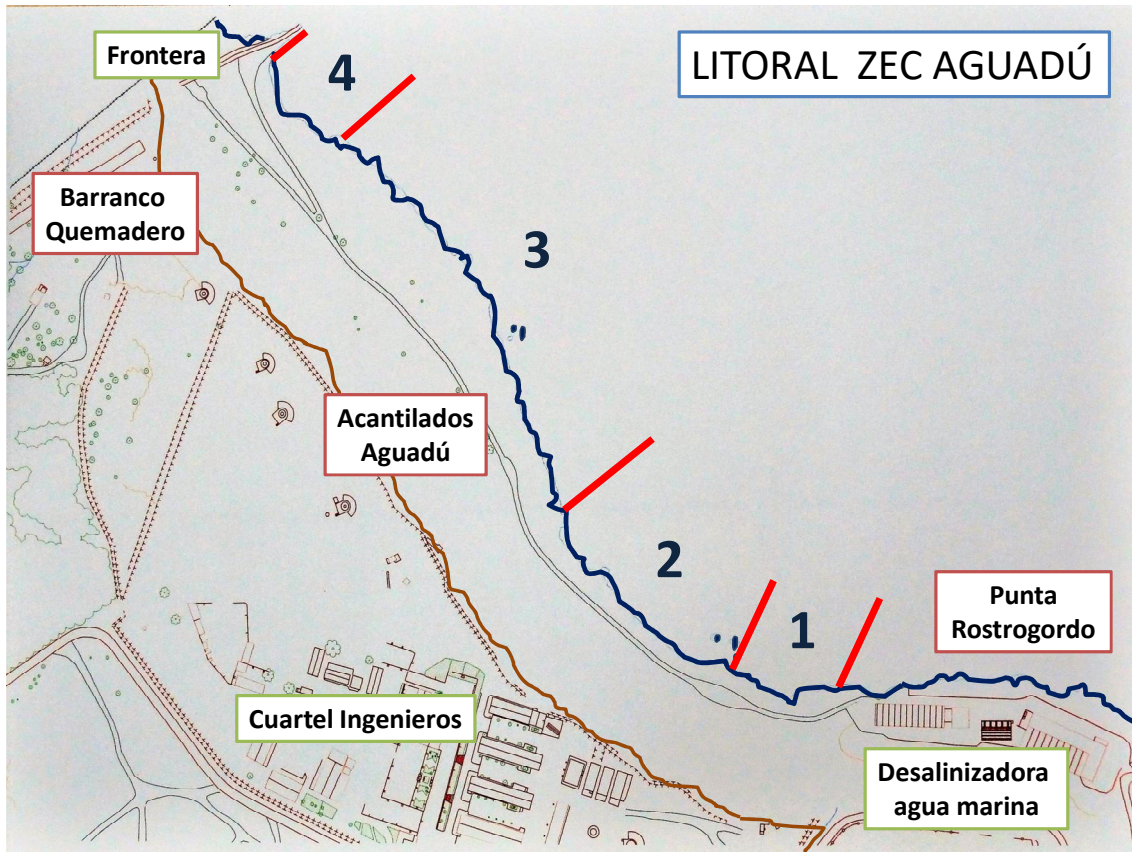 LITORAL ZEC AGUADÚ
Frontera
4
Barranco
Quemadero
3
Acantilados
Aguadú
2
1
Punta
Rostrogordo
Cuartel Ingenieros
Desalinizadora
agua marina